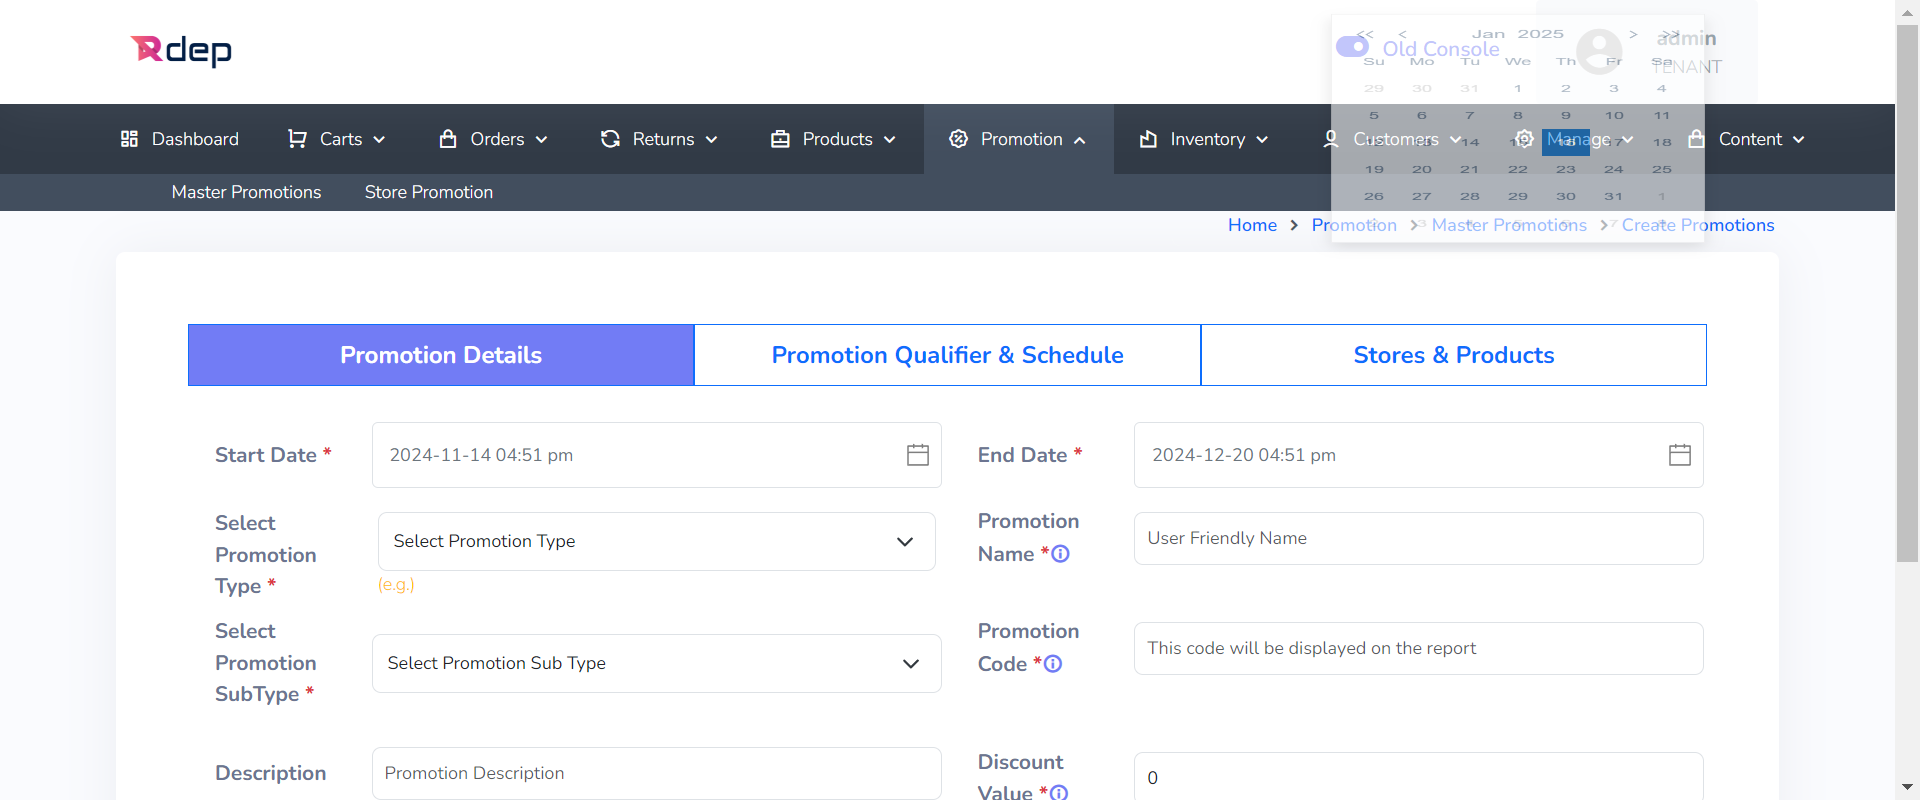 Rdep
Old Console
admin
TENANT
<< < Jan 2025 > >>
Su Mo Tu We Th Fr Sa
29 30 31 1 2 3 4
5 6 7 8 9 10 11
14 16 17 18
19 20 21 22 23 24 25
26 27 28 29 30 31 1
Dashboard Carts Orders Returns Products Promotion Inventory Customers Manage Content
Master Promotions Store Promotion
Home > Promotion > Master Promotions > Create Promotions
Promotion Details Promotion Qualifier & Schedule Stores & Products
Start Date * 2024-11-14 04:51 pm End Date * 2024-12-20 04:51 pm
Select
Promotion
Type *
Select Promotion Type
(e.g.)
Promotion
Name *
User Friendly Name
Select
Promotion
SubType *
Select Promotion Sub Type
Promotion
Code *
This code will be displayed on the report
Description Promotion Description
Discount
Value *
0